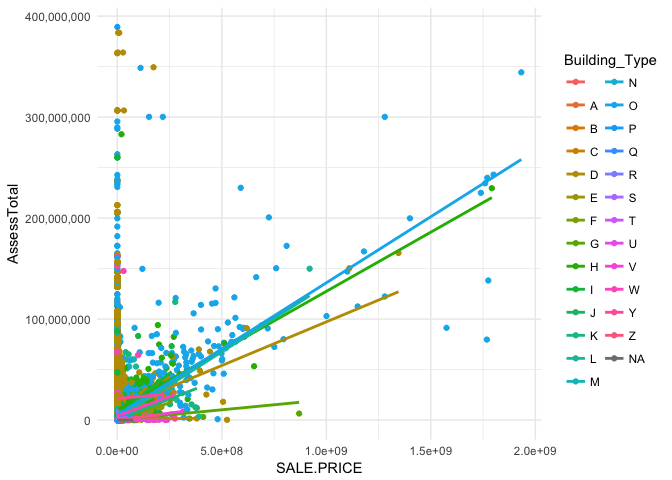 400,000,000
300,000,000
200,000,000
100,000,000
0
AssessTotal
0.0e+00 5.0e+08 1.0e+09 1.5e+09 2.0e+09
SALE.PRICE
Building_Type
N
A O
B P
C Q
D R
E S
F T
G U
H V
I W
J Y
K Z
L NA
M